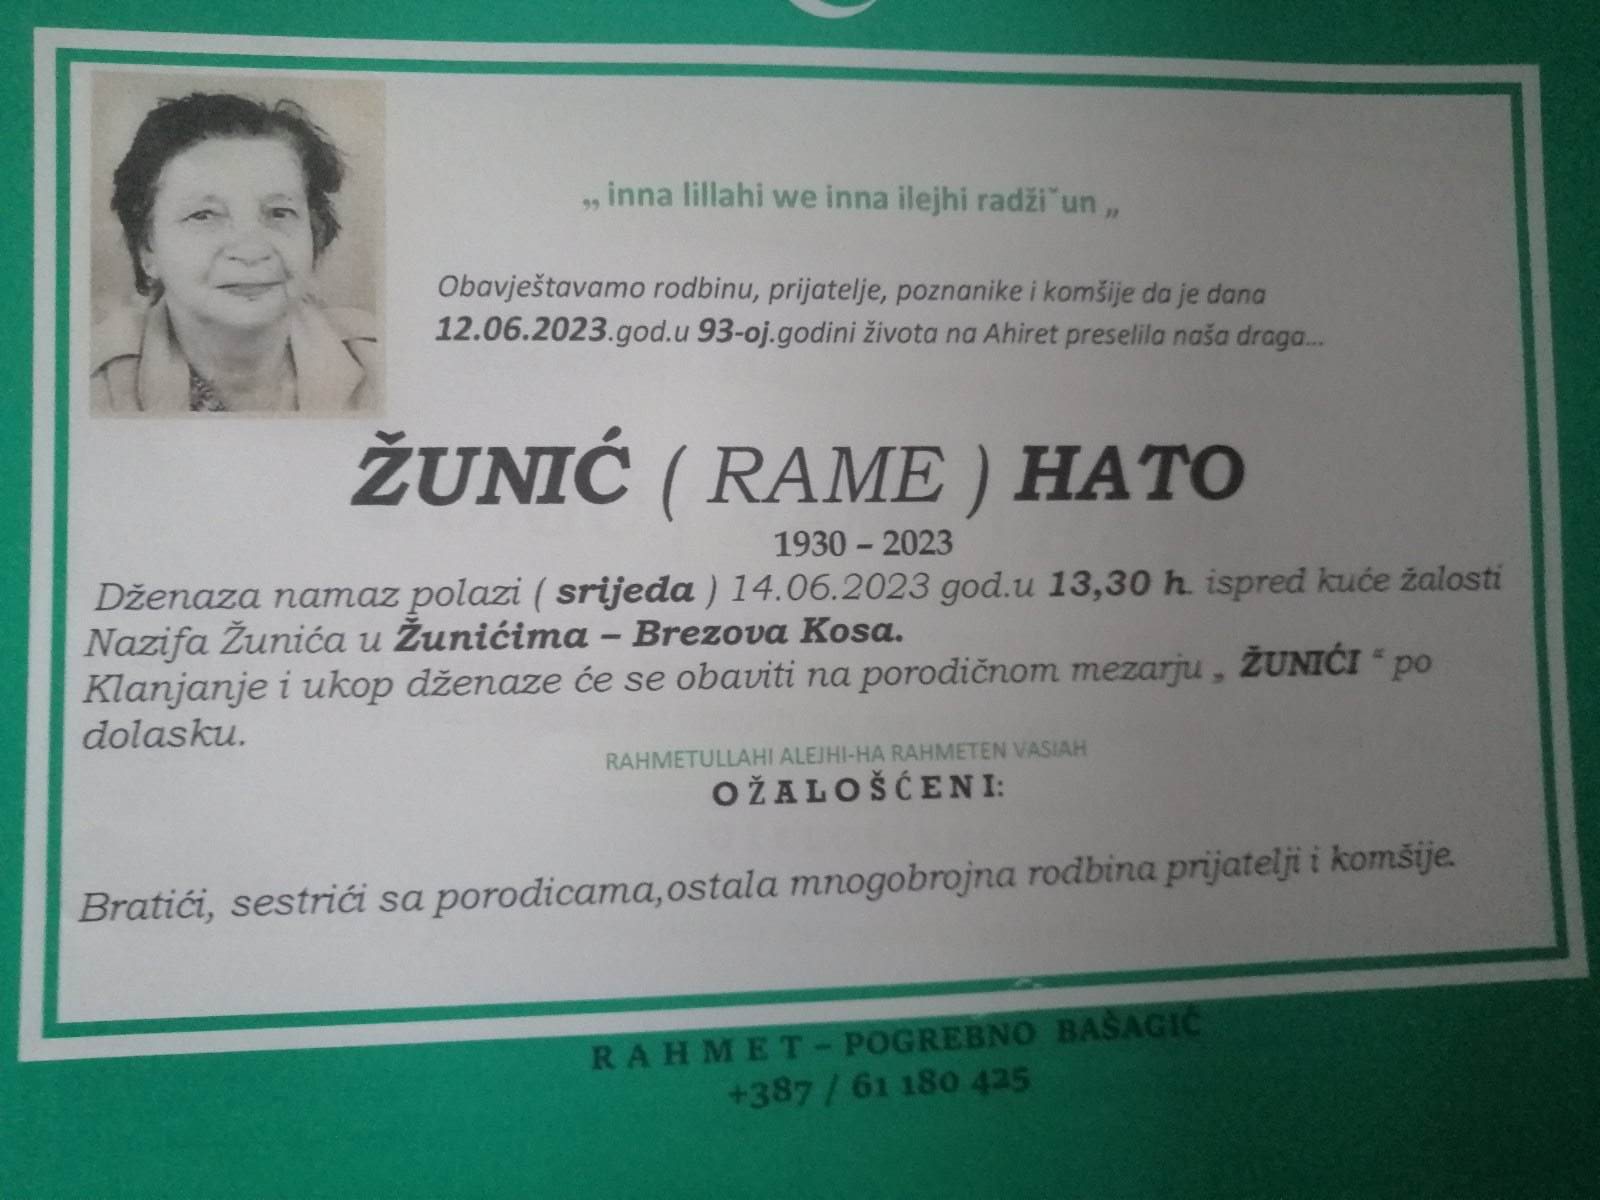 „ inna lillahi we inna ilejhi radžiˇun „
Obavještavamo rodbinu, prijatelje, poznanike i komšije da je dana
12.06.2023.god.u 93-oj.godini života na Ahiret preselila naša draga...
ŽUNIĆ ( RAME ) HATO
1930 – 2023
Dženaza namaz polazi ( srijeda ) 14.06.2023 god.u 13,30 h. ispred kuće žalosti
Nazifa Žunića u Žunićima – Brezova Kosa.
Klanjanje i ukop dženaze će se obaviti na porodičnom mezarju „ ŽUNIĆI “ po
dolasku.
RAHMETULLAHI ALEJHI-HA RAHMETEN VASIAH
OŽALOŠĆENI:
Bratići, sestrići sa porodicama,ostala mnogobrojna rodbina prijatelji i komšije.
RAHMET – POGREBNO BAŠAGIĆ
+387 / 61 180 425